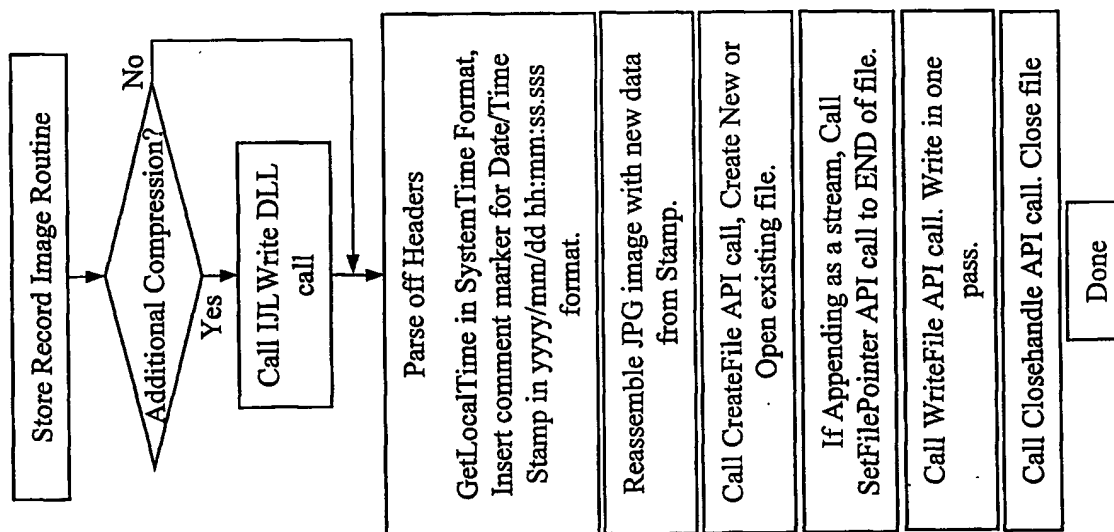 Store Record Image Routine
Additional Compression?
No
Yes
Call IJLWrite DLL
call
Parse off Headers
GetLocalTime in SystemTime Format,
Insert comment marker for Date/Time
Stamp in yyyy/mm/dd hh:mm:ss.sss
format.
Reassemble JPG image with new data
from Stamp.
Call CreateFile API call, Create New or
Open existing file.
If Appending as a stream, Call
SetFilePointer API call to END of file.
Call WriteFile API call. Write in one
pass.
Call Closehandle API call. Close file
Done